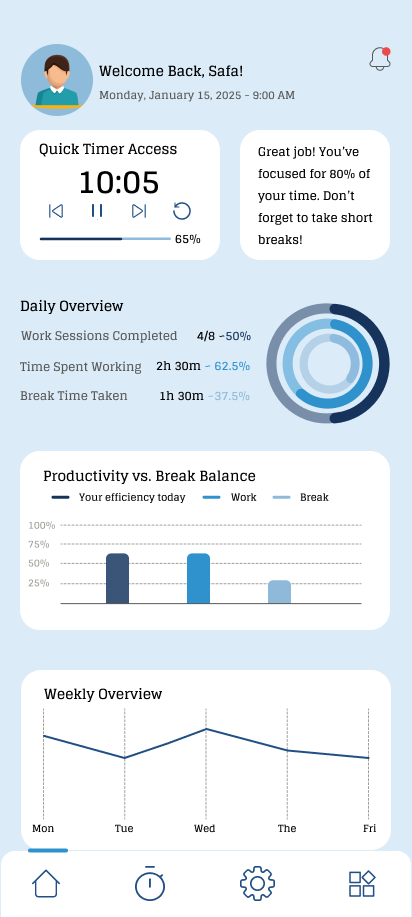 Welcome Back, Safa!
Monday, January 15, 2025 - 9:00 AM
Quick Timer Access
10:05
65%
Great job! You've
focused for 80% of
your time. Don't
forget to take short
breaks!
Daily Overview
Work Sessions Completed 4/8 ~50%
Time Spent Working 2h 30m ~ 62.5%
Break Time Taken 1h 30m ~37.5%
Productivity vs. Break Balance
Your efficiency today Work Break
100%
75%
50%
25%
Weekly Overview
Mon Tue Wed The Fri